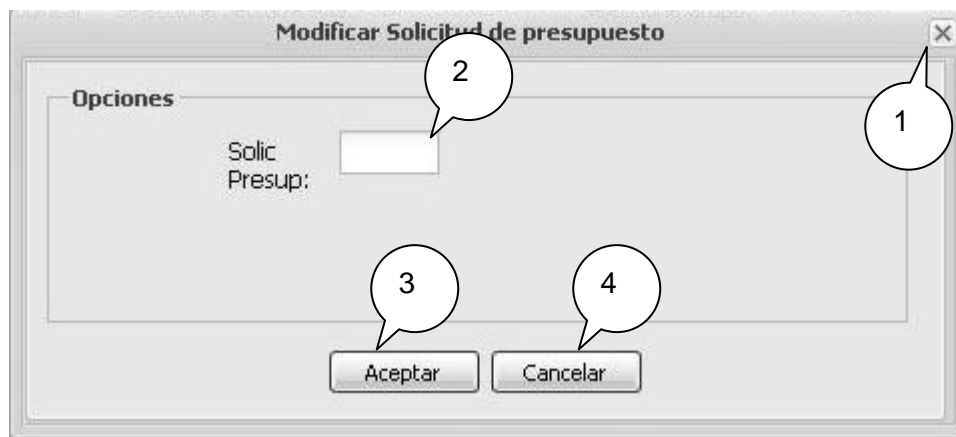 Modificar Solicitud de presupuesto
2
1
Opciones
Solic
Presup:
3
4
Aceptar
Cancelar